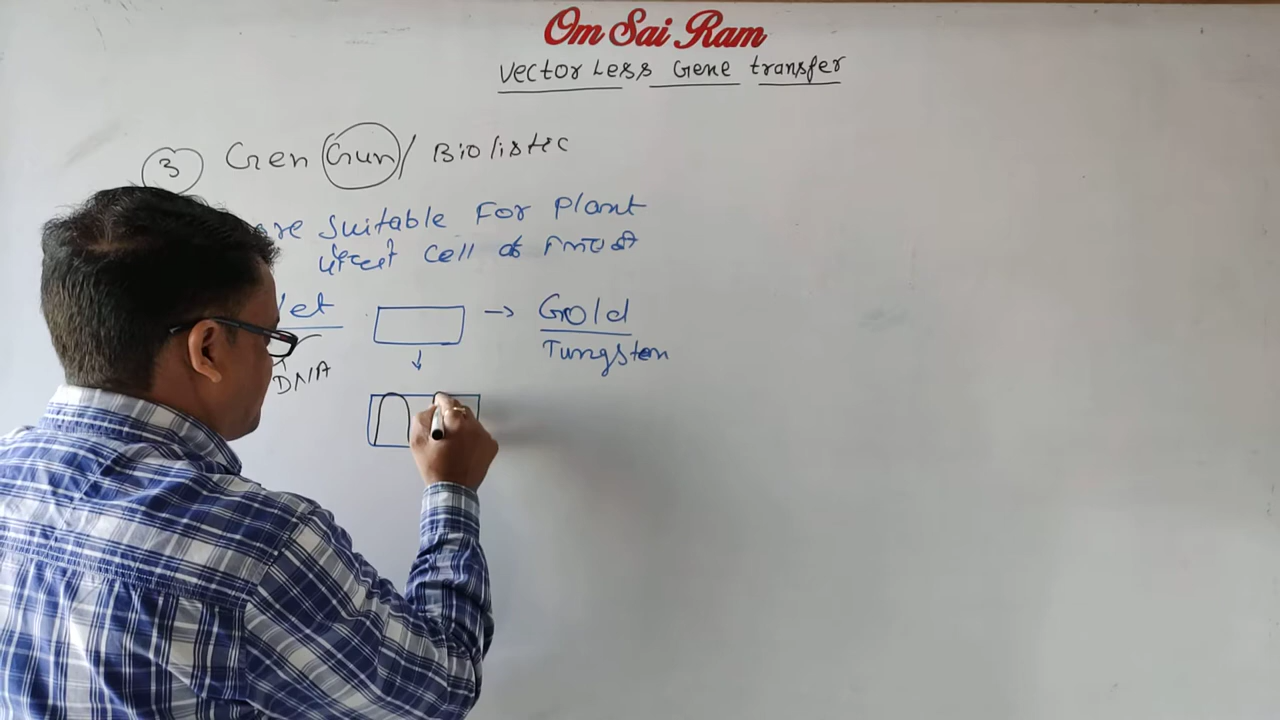 Om Sai Ram
Vector Less Gene transfer
3 Gen Gun / Biolistic
are Suitable For Plant
Cell
let → Gold
Tungsten
DNA